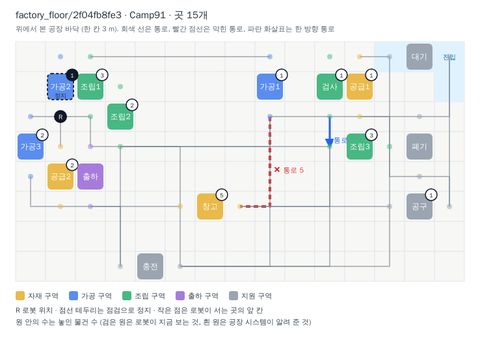 factory_floor/2f04fb8fe3 · Camp91 · 곳 15개
위에서 본 공장 바닥 (한 칸 3 m). 회색 선은 통로, 빨간 점선은 막힌 통로, 파란 화살표는 한 방향 통로
대기
진입
가공2
1
정지
조립1
3
가공1
1
검사
1
공급1
1
조립2
2
R
가공3
2
통로
조립3
3
폐기
공급2
2
출하
✕ 통로 5
창고
5
공구
1
충전
자재 구역
가공 구역
조립 구역
출하 구역
지원 구역
R 로봇 위치 · 점선 테두리는 점검으로 정지 · 작은 점은 로봇이 서는 곳의 앞 칸
원 안의 수는 놓인 물건 수 (검은 원은 로봇이 지금 보는 것, 흰 원은 공장 시스템이 알려 준 것)